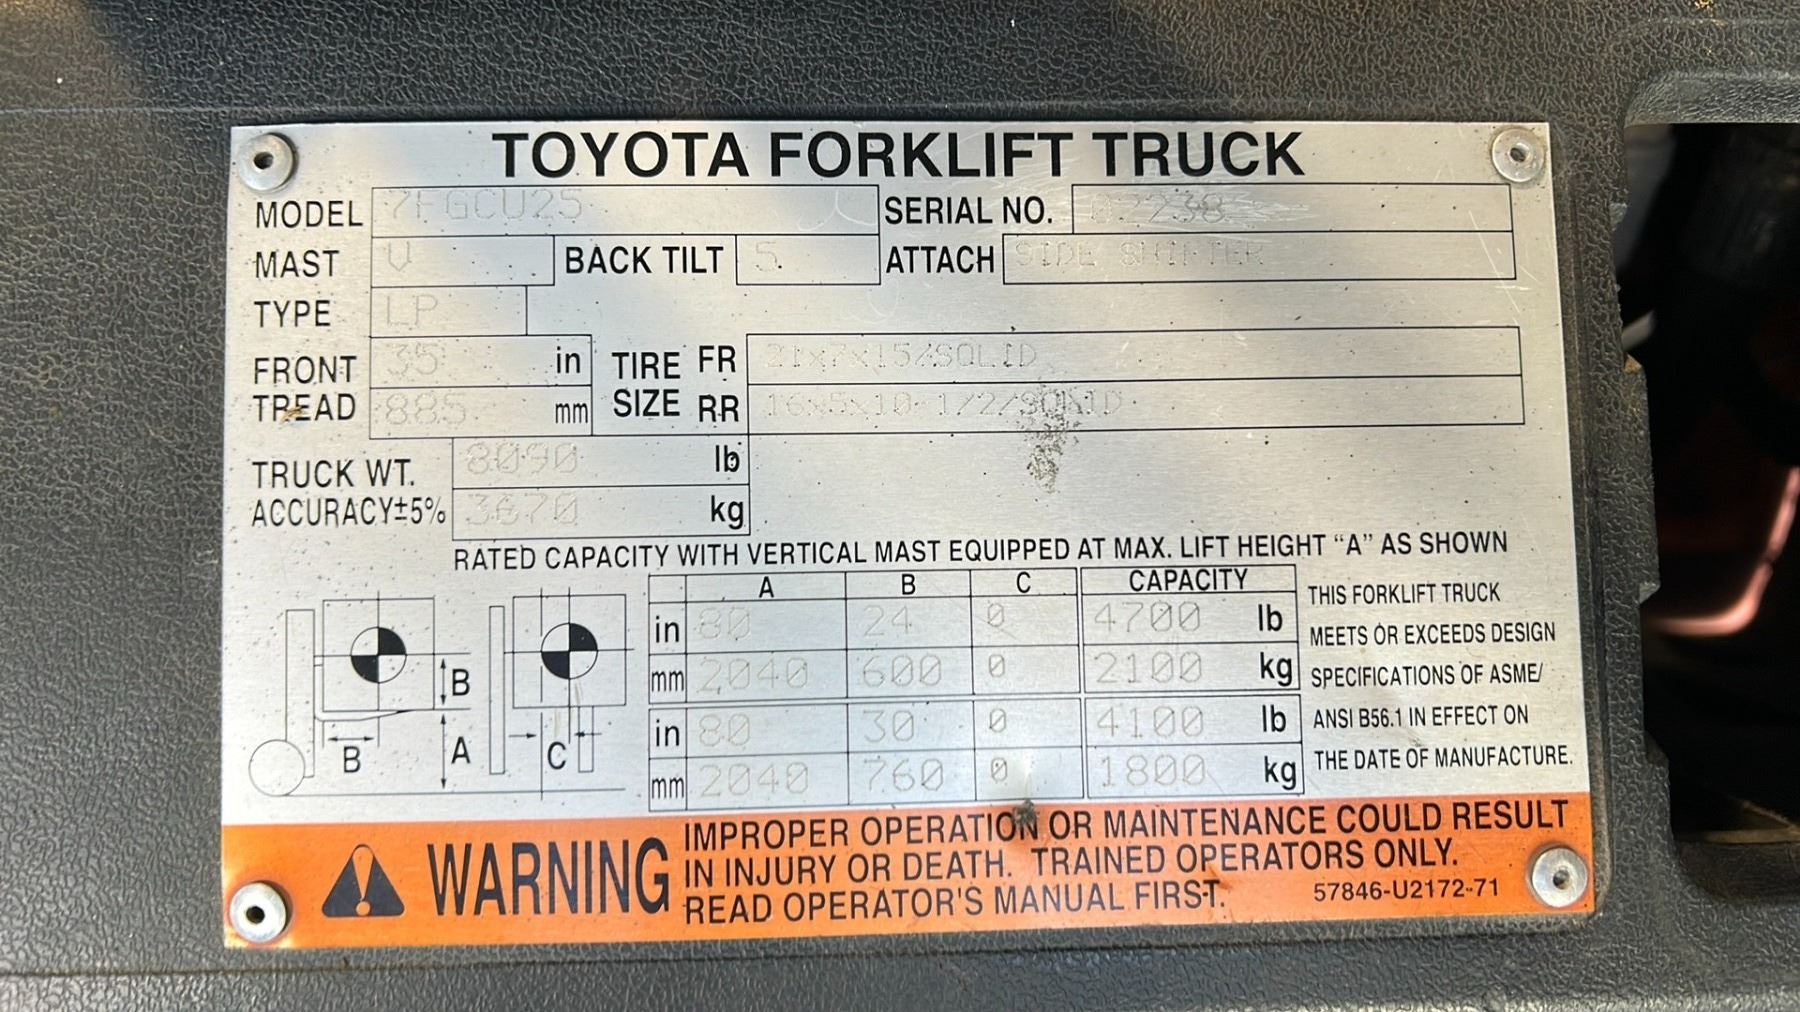 TOYOTA FORKLIFT TRUCK
MODEL 7FGCU25 SERIAL NO. 02238
MAST V BACK TILT 5 ATTACH SIDE SHIFTER
TYPE LP
FRONT TREAD 35 in TIRE SIZE FR 21x7x15/SOLID
885 mm RR 16x5x10 1/2/SOLID
TRUCK WT. 8090 lb
ACCURACY±5% 3670 kg
RATED CAPACITY WITH VERTICAL MAST EQUIPPED AT MAX. LIFT HEIGHT "A" AS SHOWN
A B C CAPACITY
in 80 24 0 4700 lb
mm 2040 600 0 2100 kg
in 80 30 0 4100 lb
mm 2040 760 0 1800 kg
B
B A C
THIS FORKLIFT TRUCK
MEETS OR EXCEEDS DESIGN
SPECIFICATIONS OF ASME/
ANSI B56.1 IN EFFECT ON
THE DATE OF MANUFACTURE.
WARNING
IMPROPER OPERATION OR MAINTENANCE COULD RESULT
IN INJURY OR DEATH. TRAINED OPERATORS ONLY.
READ OPERATOR'S MANUAL FIRST.
57846-U2172-71